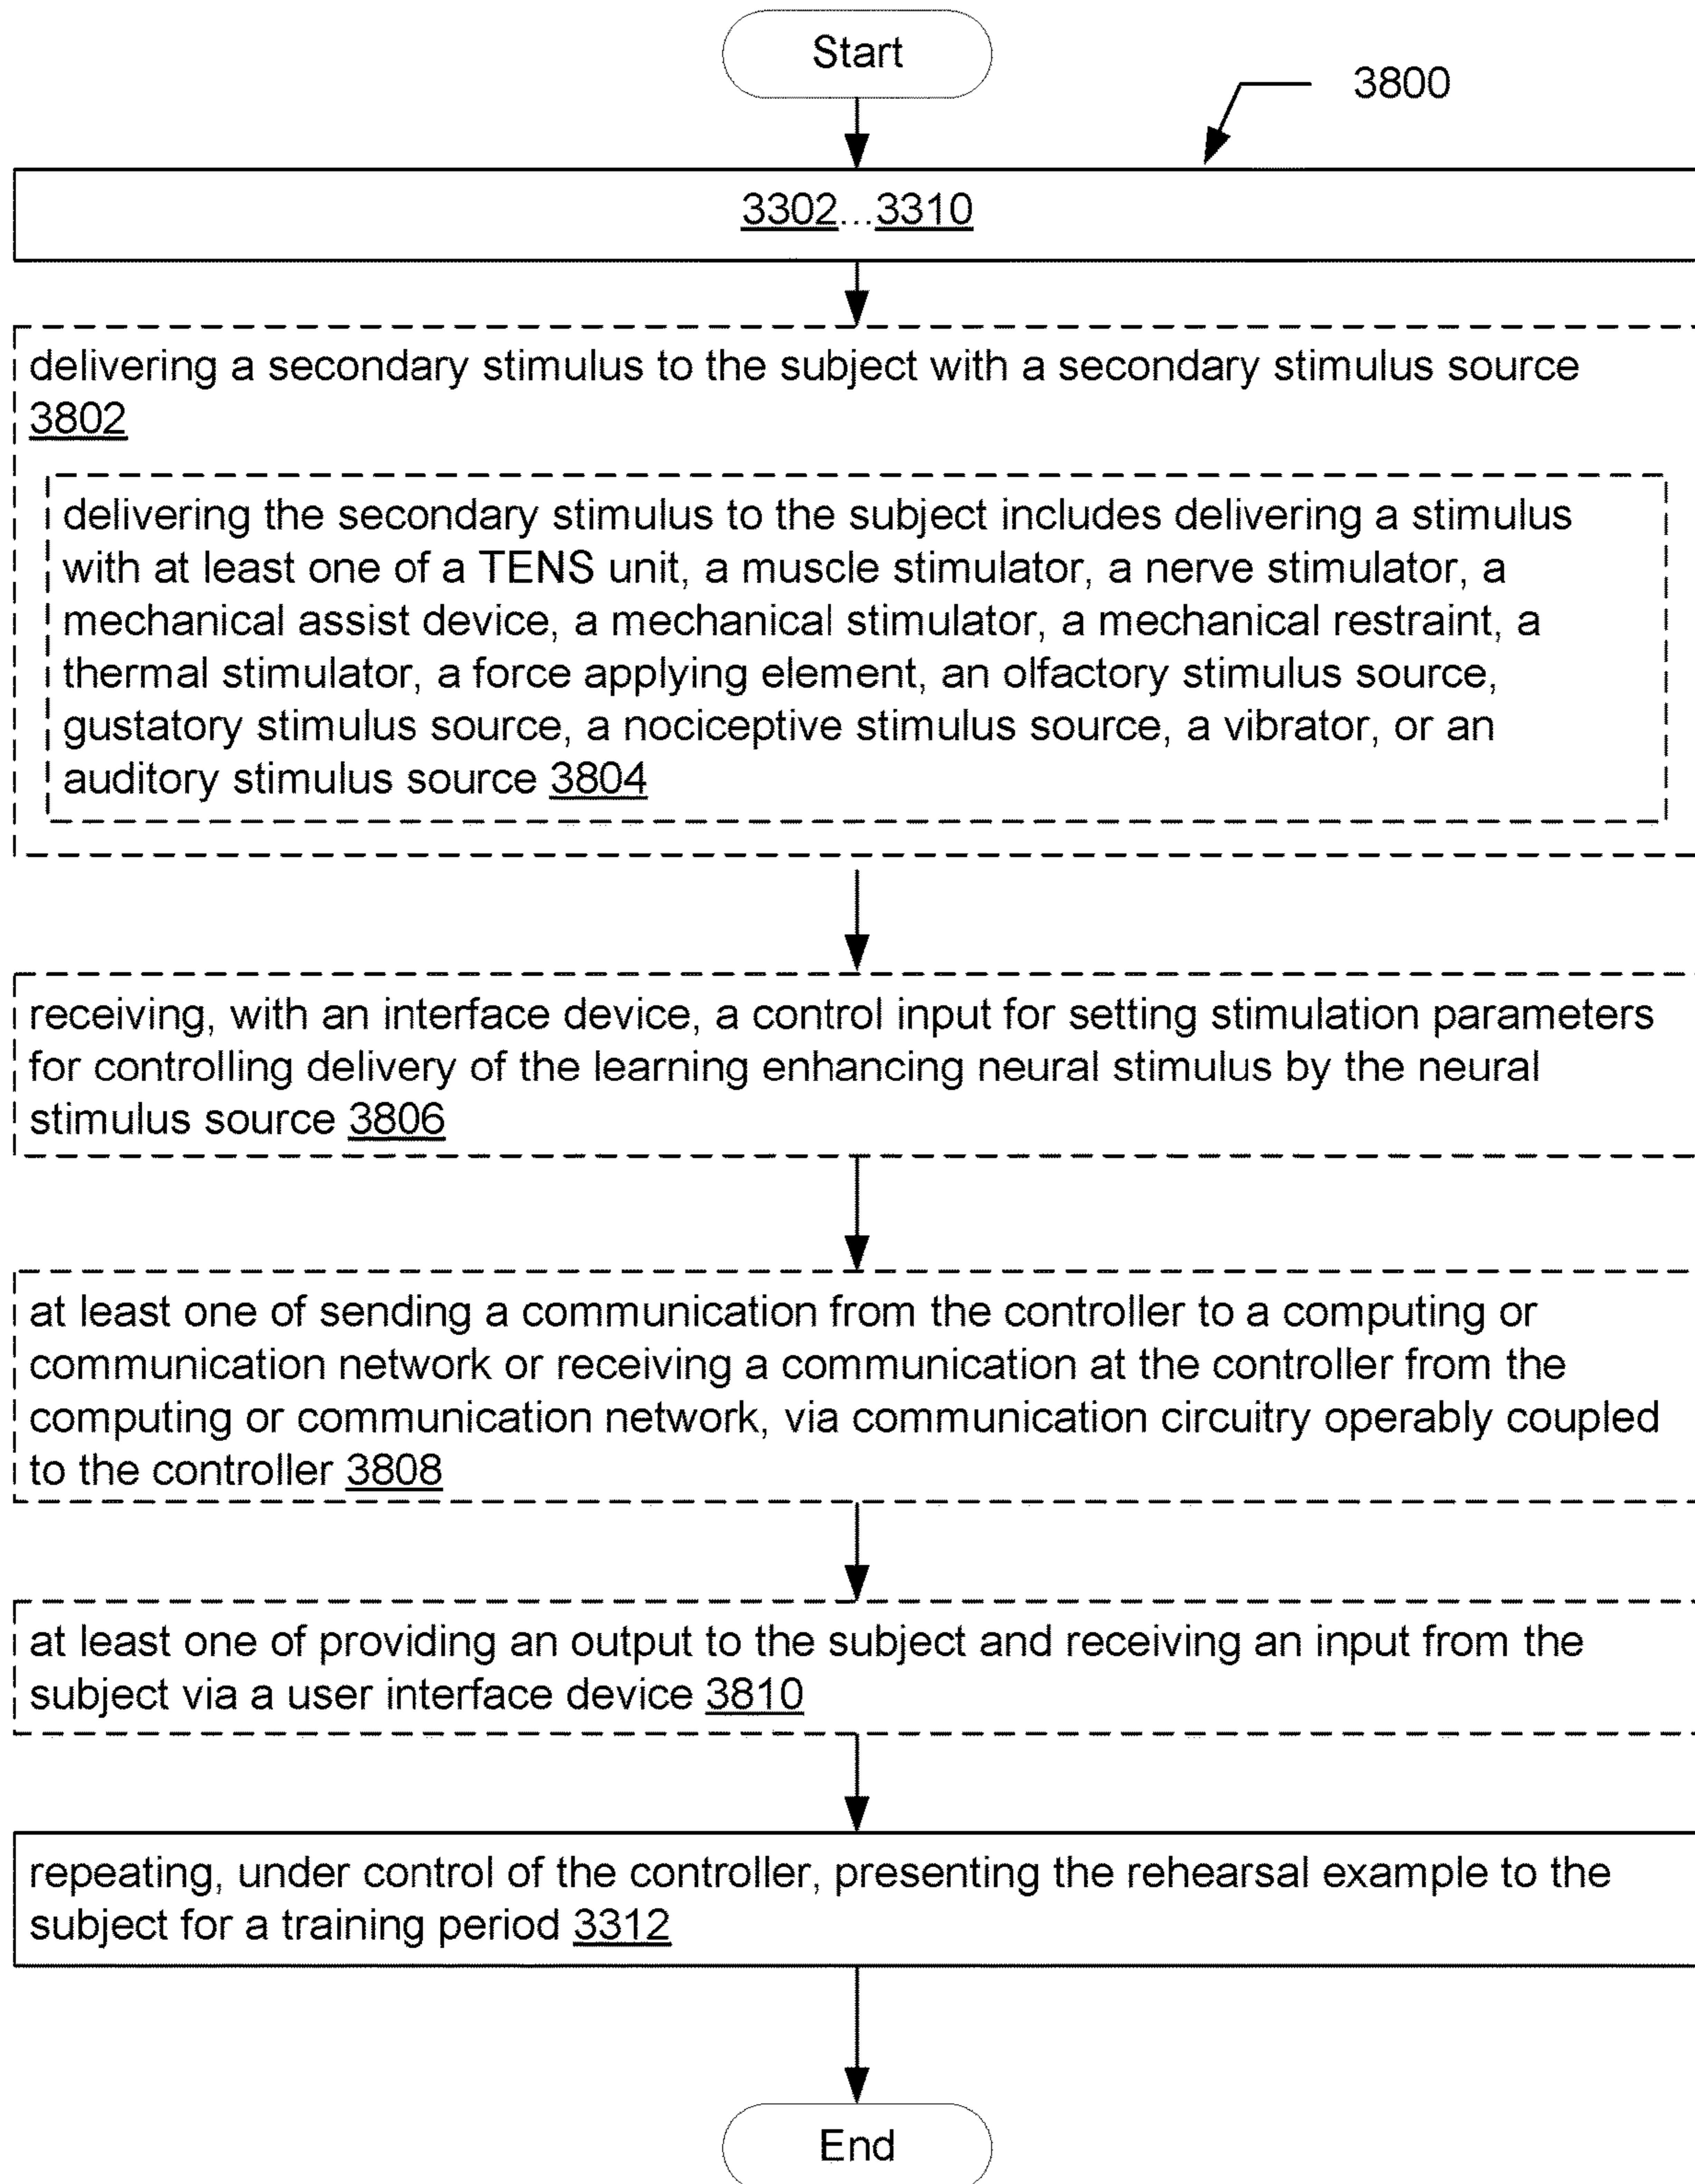 Start
3800
3302...3310
delivering a secondary stimulus to the subject with a secondary stimulus source
3802
delivering the secondary stimulus to the subject includes delivering a stimulus
with at least one of a TENS unit, a muscle stimulator, a nerve stimulator, a
mechanical assist device, a mechanical stimulator, a mechanical restraint, a
thermal stimulator, a force applying element, an olfactory stimulus source,
gustatory stimulus source, a nociceptive stimulus source, a vibrator, or an
auditory stimulus source 3804
receiving, with an interface device, a control input for setting stimulation parameters
for controlling delivery of the learning enhancing neural stimulus by the neural
stimulus source 3806
at least one of sending a communication from the controller to a computing or
communication network or receiving a communication at the controller from the
computing or communication network, via communication circuitry operably coupled
to the controller 3808
at least one of providing an output to the subject and receiving an input from the
subject via a user interface device 3810
repeating, under control of the controller, presenting the rehearsal example to the
subject for a training period 3312
End